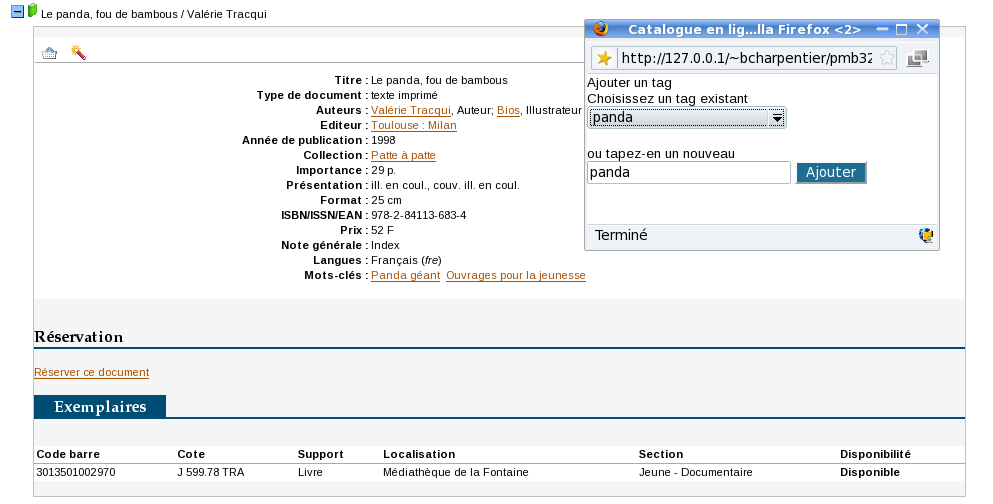 Le panda, fou de bambous / Valérie Tracqui
Titre : Le panda, fou de bambous
Type de document : texte imprimé
Auteurs : Valérie Tracqui, Auteur; Bios, Illustrateur
Editeur : Toulouse : Milan
Année de publication : 1998
Collection : Patte à patte
Importance : 29 p.
Présentation : ill. en coul., couv. ill. en coul.
Format : 25 cm
ISBN/ISSN/EAN : 978-2-84113-683-4
Prix : 52 F
Note générale : Index
Langues : Français (fre)
Mots-clés : Panda géant Ouvrages pour la jeunesse
Catalogue en lig...lla Firefox <2>
http://127.0.0.1/~bcharpentier/pmb32
Ajouter un tag
Choisissez un tag existant
panda
ou tapez-en un nouveau
panda Ajouter
Terminé
Réservation
Réserver ce document
Exemplaires
Code barre Cote Support Localisation Section Disponibilité
3013501002970 J 599.78 TRA Livre Médiathèque de la Fontaine Jeune - Documentaire Disponible